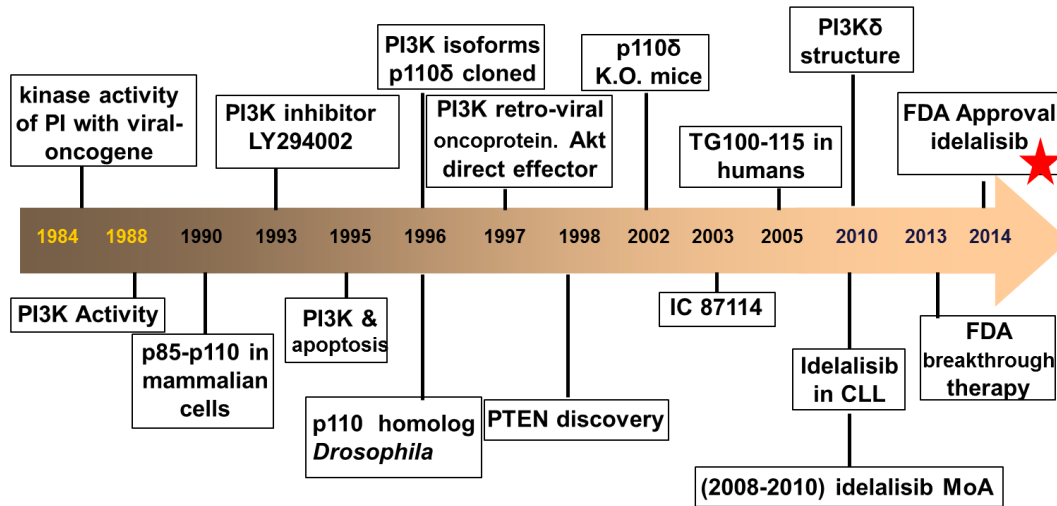 kinase activity
of PI with viral-
oncogene
PI3K inhibitor
LY294002
PI3K isoforms
p110δ cloned
PI3K retro-viral
oncoprotein. Akt
direct effector
p110δ
K.O. mice
TG100-115 in
humans
PI3Kδ
structure
FDA Approval
idelalisib
1984 1988 1990 1993 1995 1996 1997 1998 2002 2003 2005 2010 2013 2014
PI3K Activity
p85-p110 in
mammalian
cells
PI3K &
apoptosis
p110 homolog
Drosophila
PTEN discovery
IC 87114
Idelalisib
in CLL
(2008-2010) idelalisib MoA
FDA
breakthrough
therapy